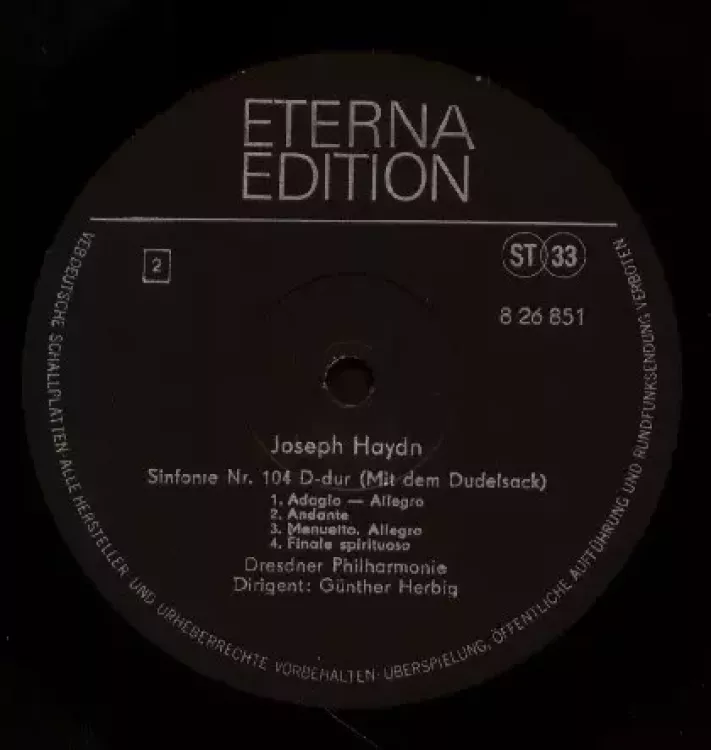 ETERNA
EDITION
2
ST 33
8 26 851
Joseph Haydn
Sinfonie Nr. 104 D-dur (Mit dem Dudelsack)
1. Adagio — Allegro
2. Andante
3. Menuetto. Allegro
4. Finale spirituoso
Dresdner Philharmonie
Dirigent: Günther Herbig
VEB DEUTSCHE SCHALLPLATTEN · ALLE HERSTELLER- UND URHEBERRECHTE VORBEHALTEN · ÜBERSPIELUNG, ÖFFENTLICHE AUFFÜHRUNG UND RUNDFUNKSENDUNG VERBOTEN